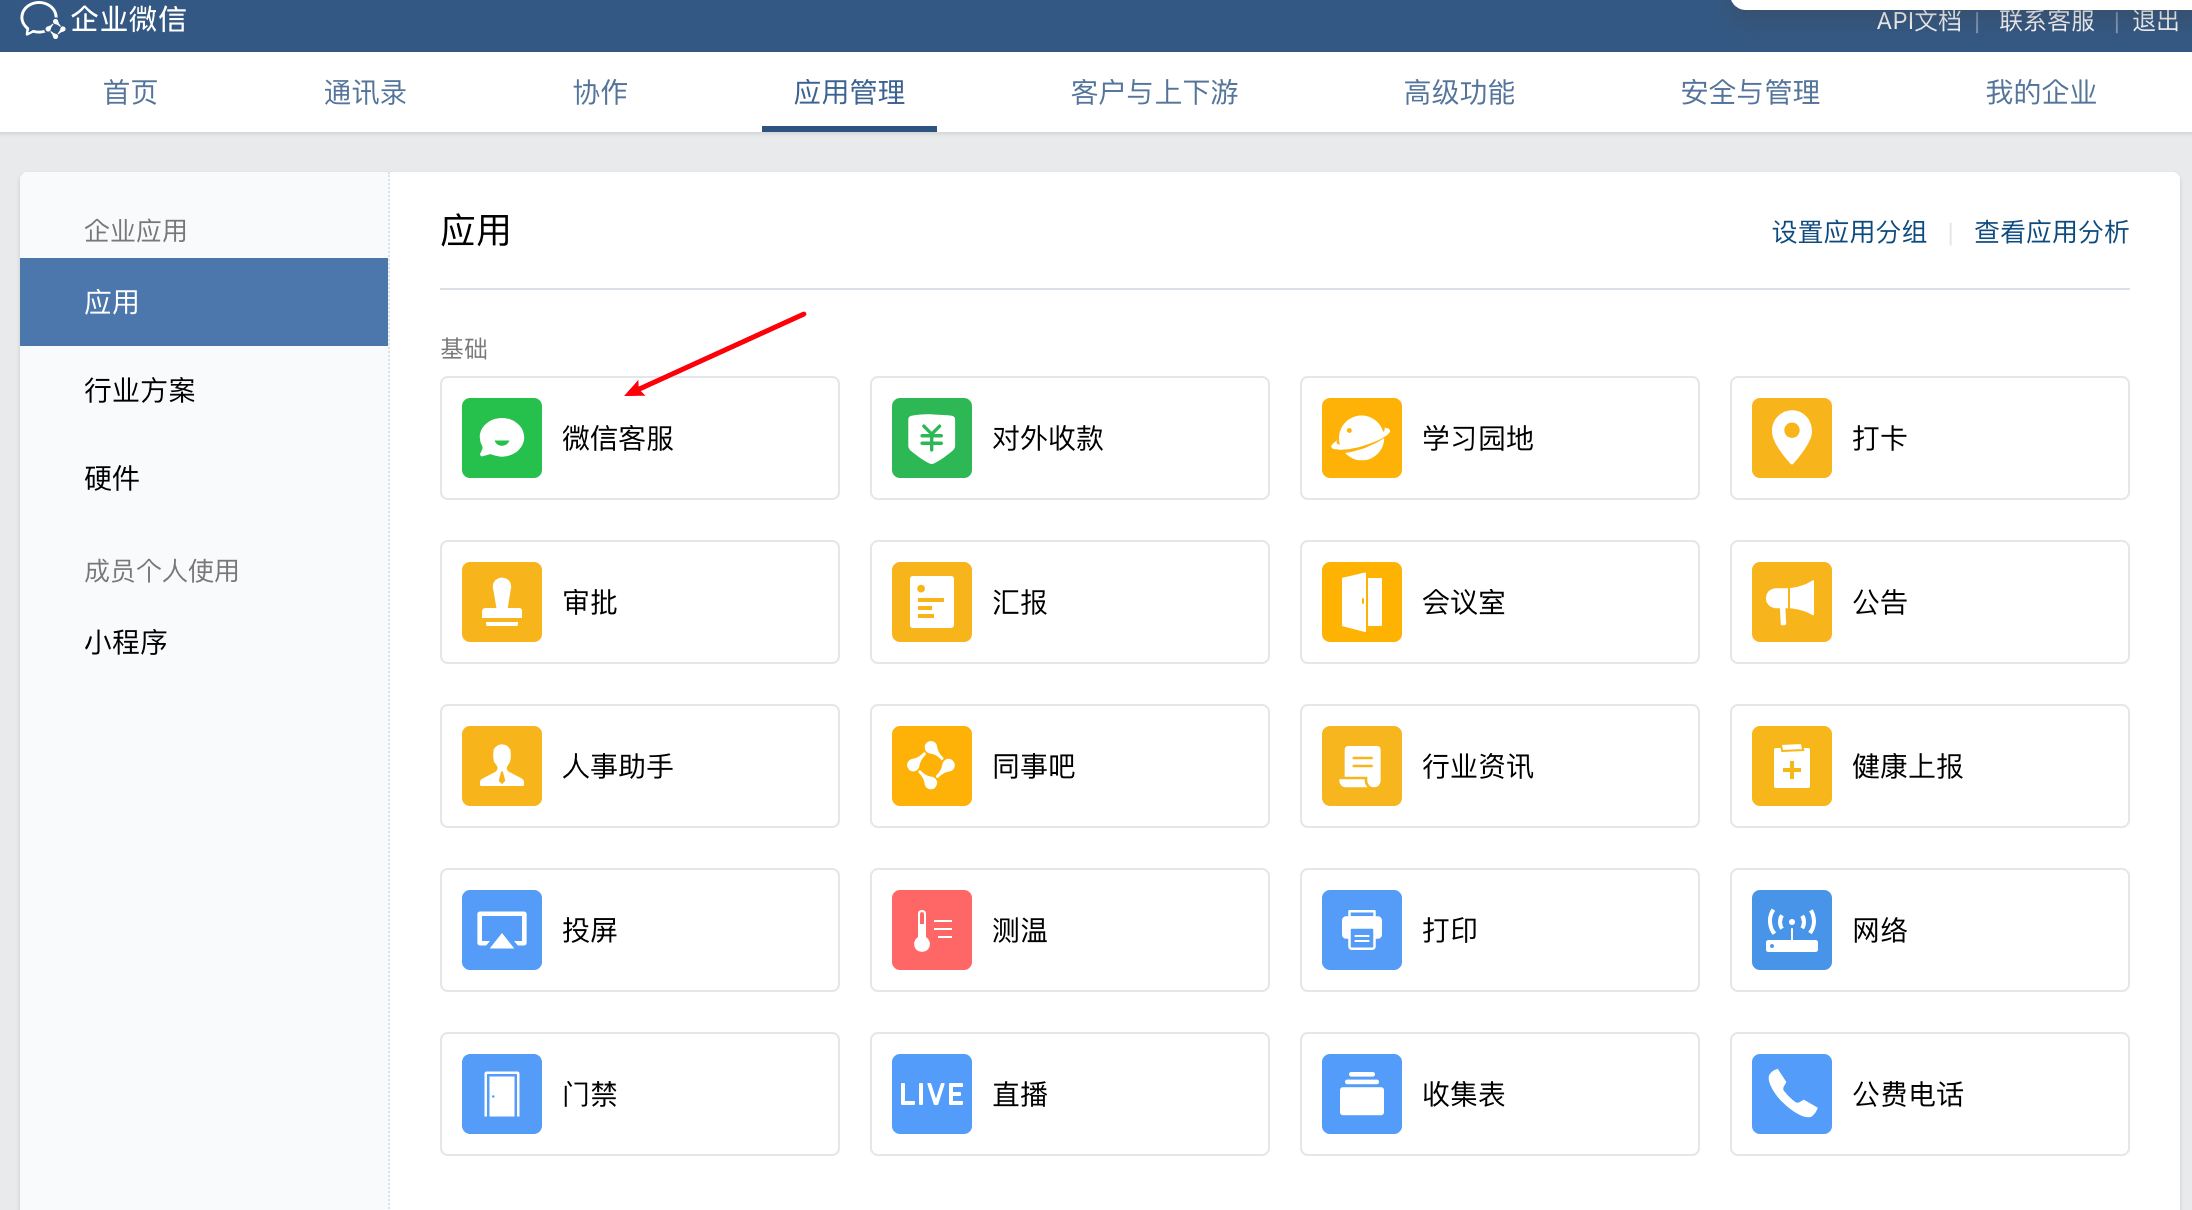 企业微信
API文档 | 联系客服 | 退出
首页 通讯录 协作 应用管理 客户与上下游 高级功能 安全与管理 我的企业
企业应用
应用
行业方案
硬件
成员个人使用
小程序
应用
设置应用分组 | 查看应用分析
基础
微信客服 对外收款 学习园地 打卡
审批 汇报 会议室 公告
人事助手 同事吧 行业资讯 健康上报
投屏 测温 打印 网络
门禁 LIVE 直播 收集表 公费电话